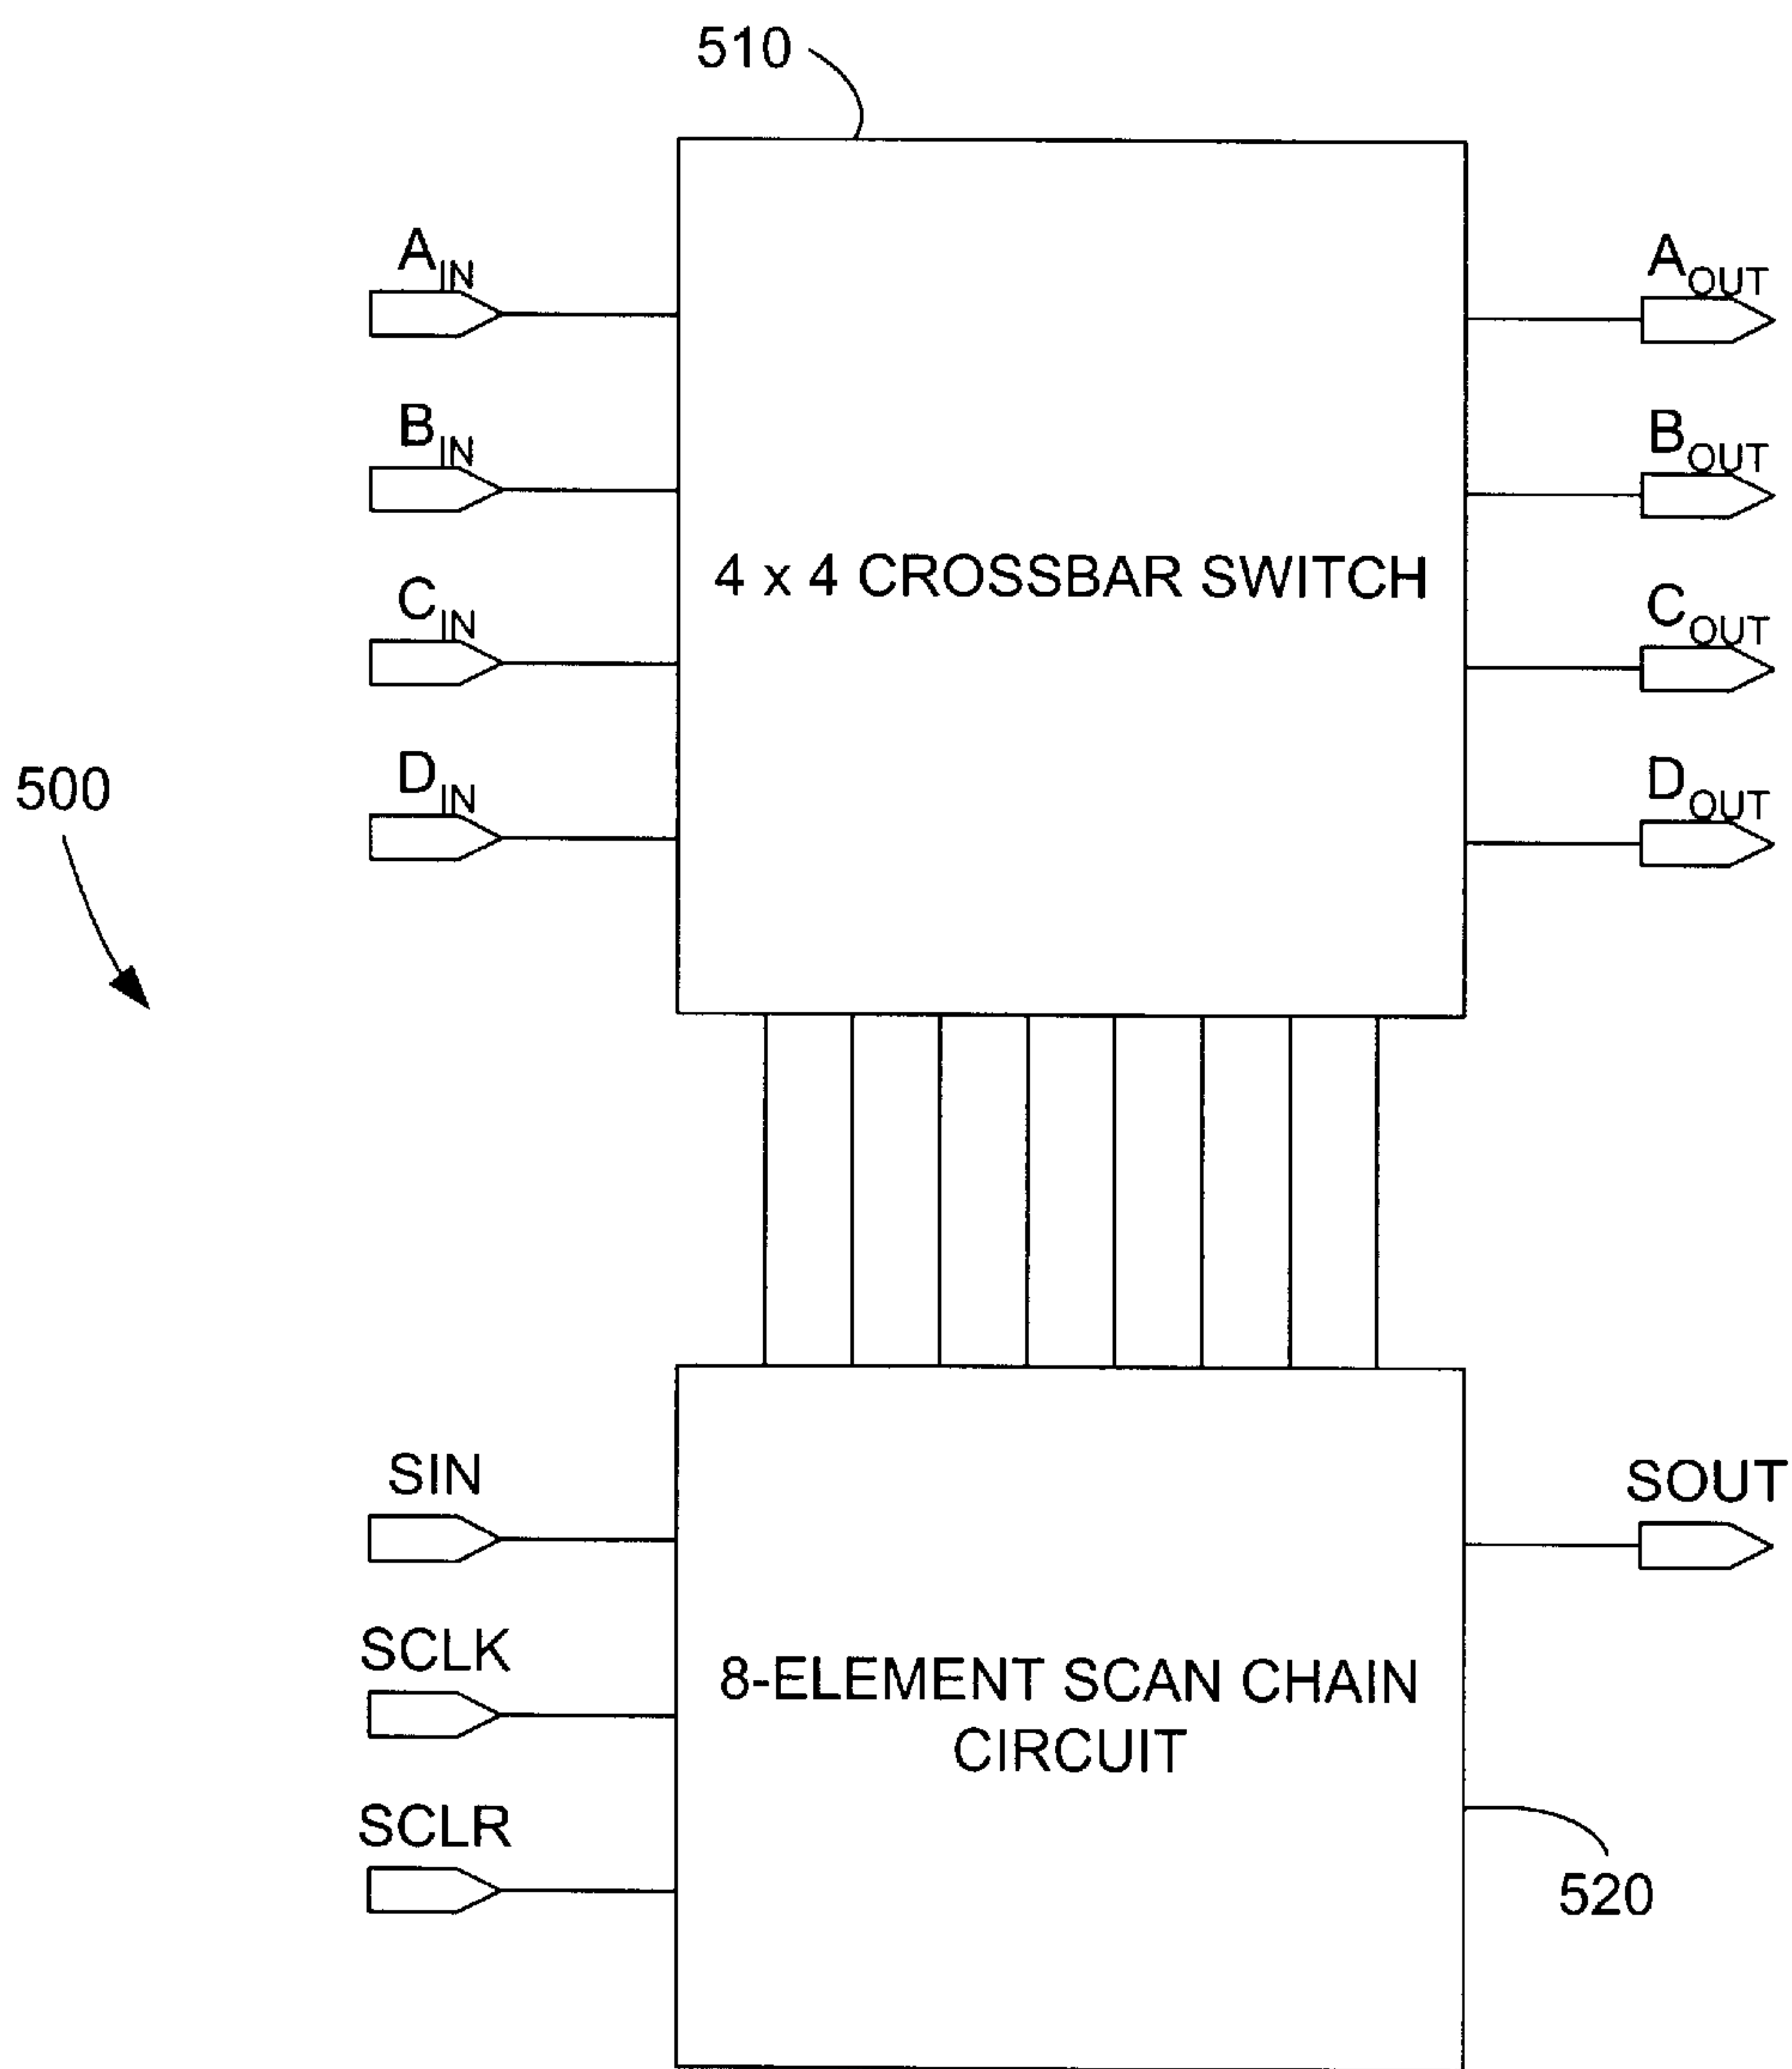 510
A_IN
A_OUT
B_IN
B_OUT
4 x 4 CROSSBAR SWITCH
C_IN
C_OUT
D_IN
D_OUT
500
SIN
SOUT
SCLK
8-ELEMENT SCAN CHAIN
CIRCUIT
SCLR
520